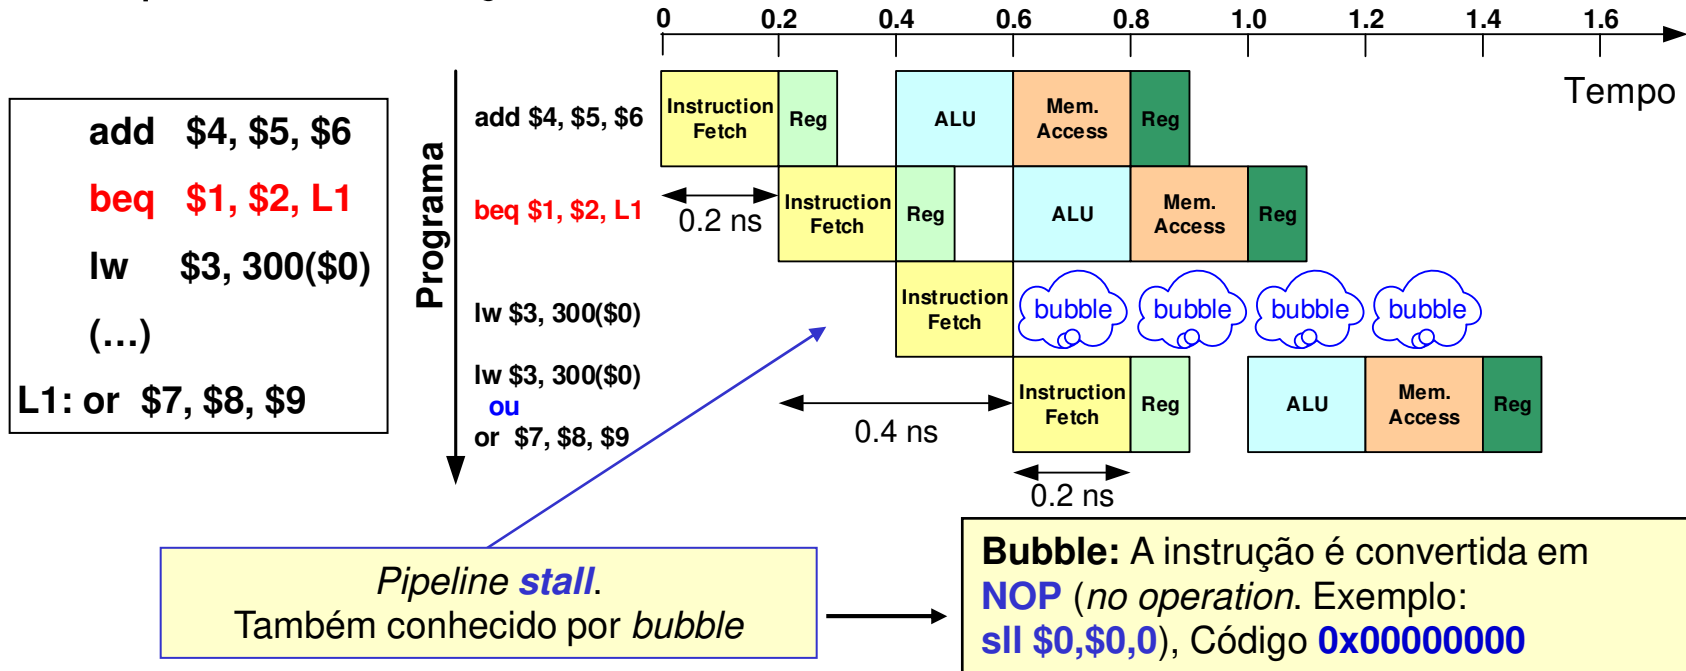 0 0.2 0.4 0.6 0.8 1.0 1.2 1.4 1.6
Tempo
add $4, $5, $6
beq $1, $2, L1
lw $3, 300($0)
(…)
L1: or $7, $8, $9
Programa
add $4, $5, $6
Instruction Fetch
Reg
ALU
Mem. Access
Reg
beq $1, $2, L1
0.2 ns
Instruction Fetch
Reg
ALU
Mem. Access
Reg
lw $3, 300($0)
Instruction Fetch
bubble
bubble
bubble
bubble
lw $3, 300($0)
ou
or $7, $8, $9
0.4 ns
Instruction Fetch
Reg
ALU
Mem. Access
Reg
0.2 ns
Pipeline stall.
Também conhecido por bubble
Bubble: A instrução é convertida em
NOP (no operation. Exemplo:
sll $0,$0,0), Código 0x00000000